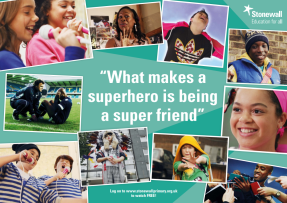 Stonewall
Education for all
“What makes a
superhero is being
a super friend”
Log on to www.stonewallprimary.org.uk
to watch FREE!